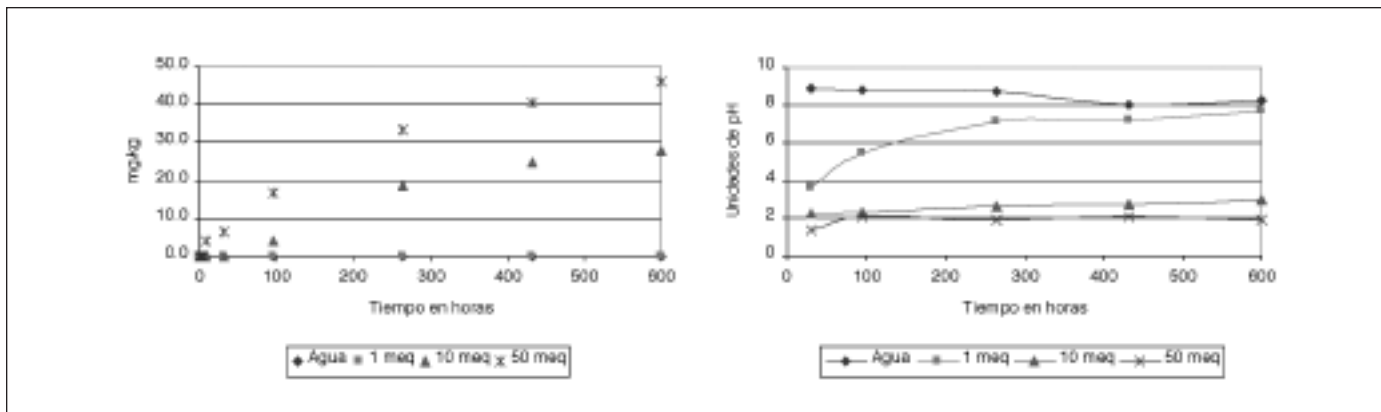 50.0
40.0
30.0
20.0
10.0
0.0
mg/kg
0 100 200 300 400 500 600
Tiempo en horas
Agua 1 meq 10 meq 50 meq
10
8
6
4
2
0
Unidades de pH
0 100 200 300 400 500 600
Tiempo en horas
Agua 1 meq 10 meq 50 meq